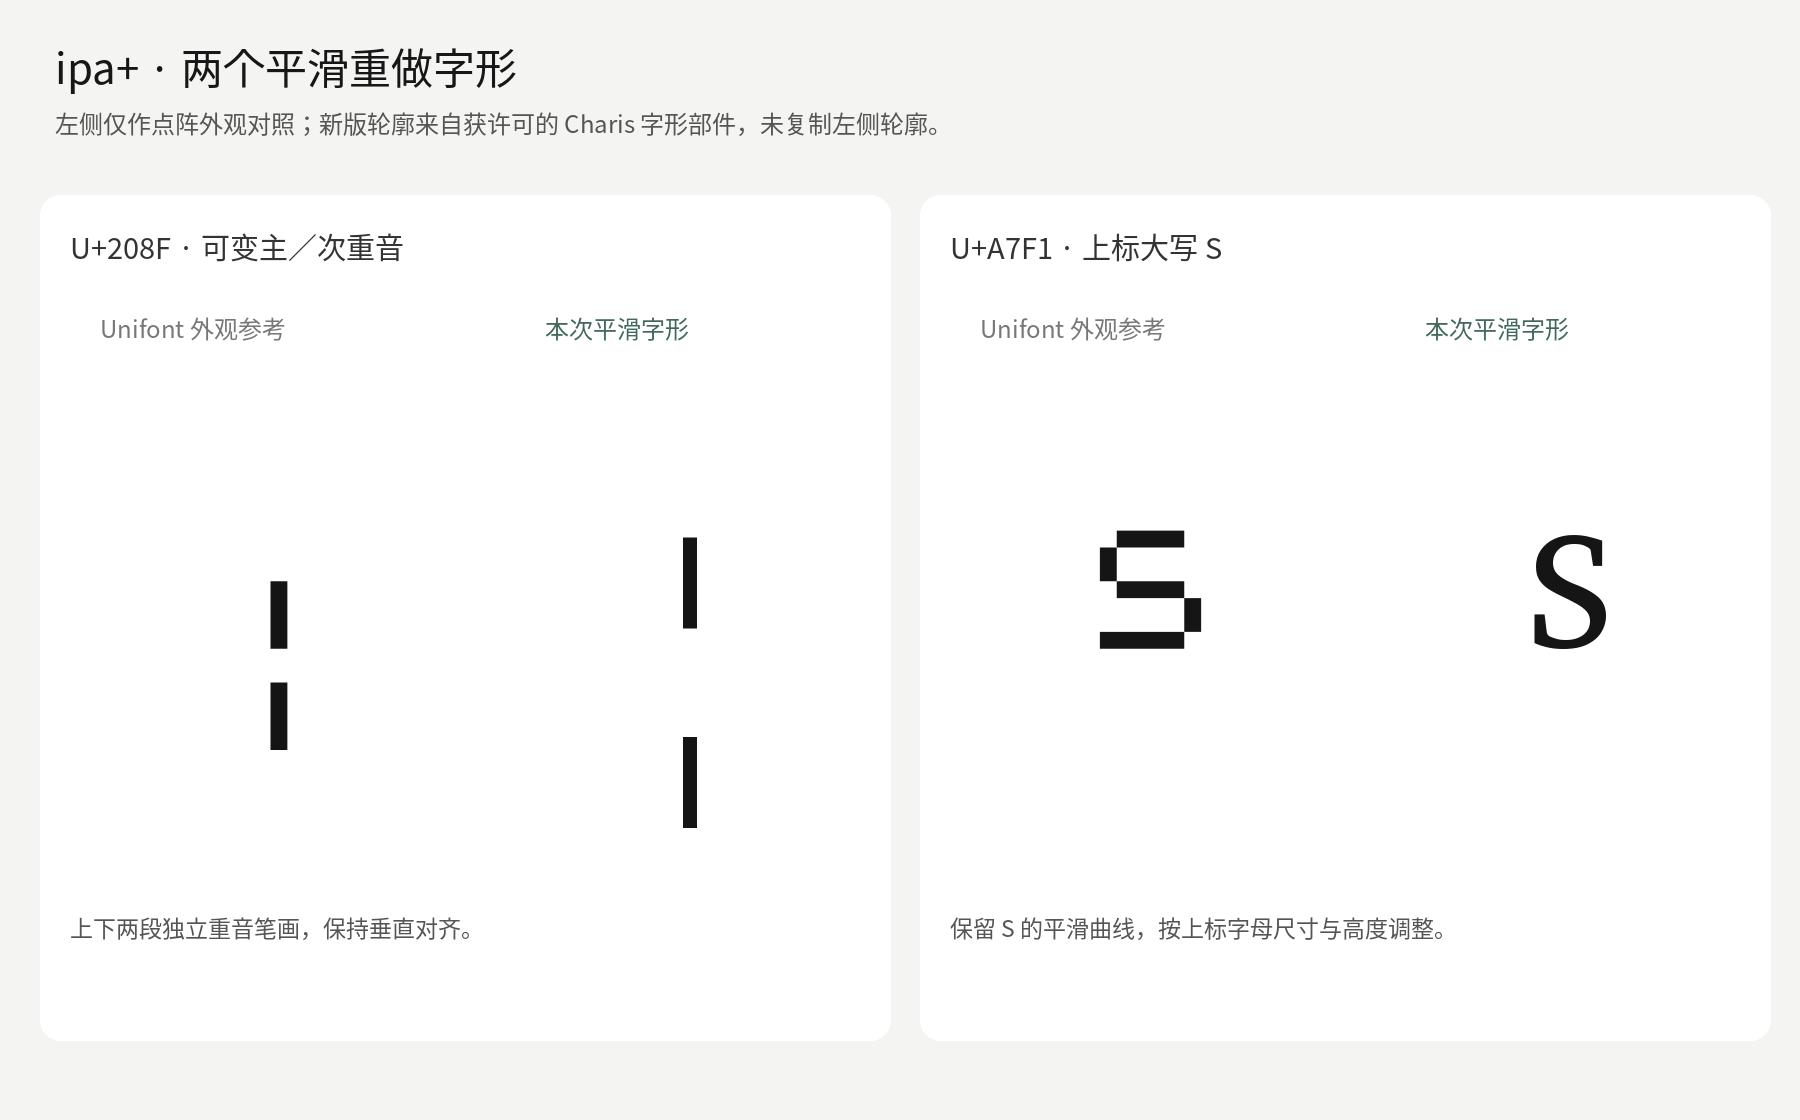 ipa+ · 两个平滑重做字形
左侧仅作点阵外观对照；新版轮廓来自获许可的 Charis 字形部件，未复制左侧轮廓。
U+208F · 可变主／次重音
Unifont 外观参考
本次平滑字形
上下两段独立重音笔画，保持垂直对齐。
U+A7F1 · 上标大写 S
Unifont 外观参考
本次平滑字形
S
S
保留 S 的平滑曲线，按上标字母尺寸与高度调整。